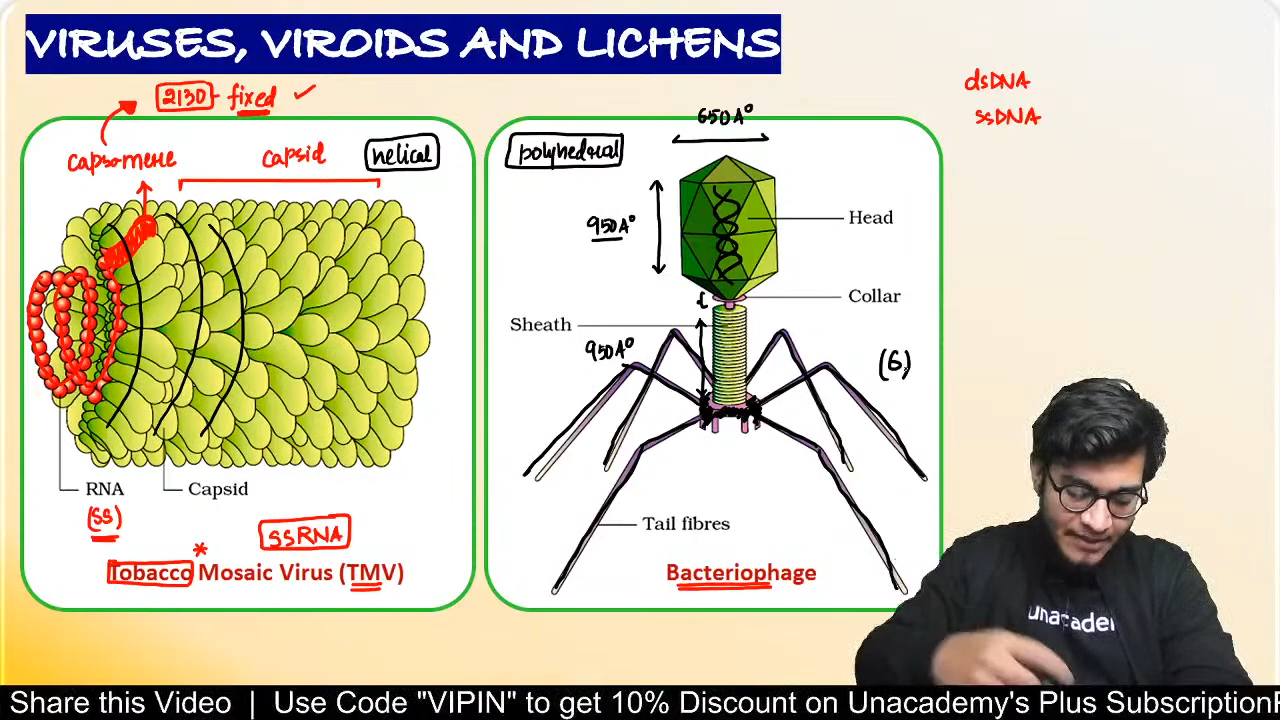 VIRUSES, VIROIDS AND LICHENS
2130 - fixed ✓
capsomere
capsid
helical
RNA
(ss)
Capsid
ssRNA
*
Tobacco Mosaic Virus (TMV)
polyhedral
650A°
950A°
Head
Collar
Sheath
950A°
(6)
Tail fibres
Bacteriophage
dsDNA
ssDNA
unacadem
Share this Video | Use Code "VIPIN" to get 10% Discount on Unacademy's Plus Subscription